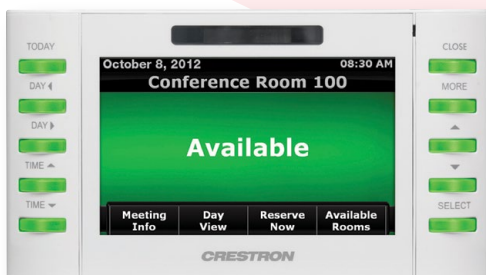 TODAY
DAY ◀
DAY ▶
TIME ▲
TIME ▼
October 8, 2012 08:30 AM
Conference Room 100
Available
Meeting Info
Day View
Reserve Now
Available Rooms
CRESTRON
CLOSE
MORE
▲
▼
SELECT